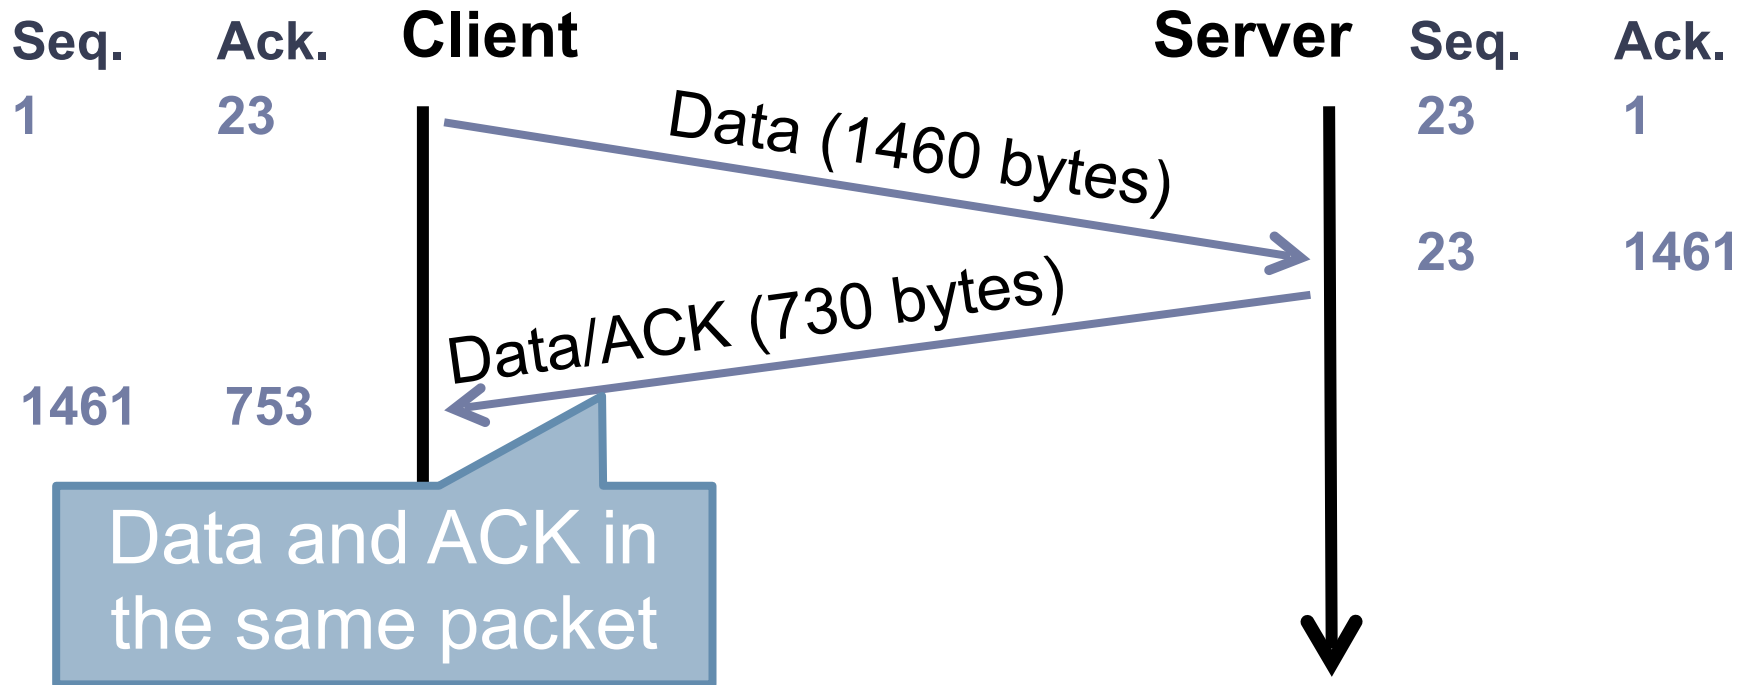 Seq. Ack. Client Server Seq. Ack.
1 23 23 1
Data (1460 bytes)
23 1461
Data/ACK (730 bytes)
1461 753
Data and ACK in
the same packet